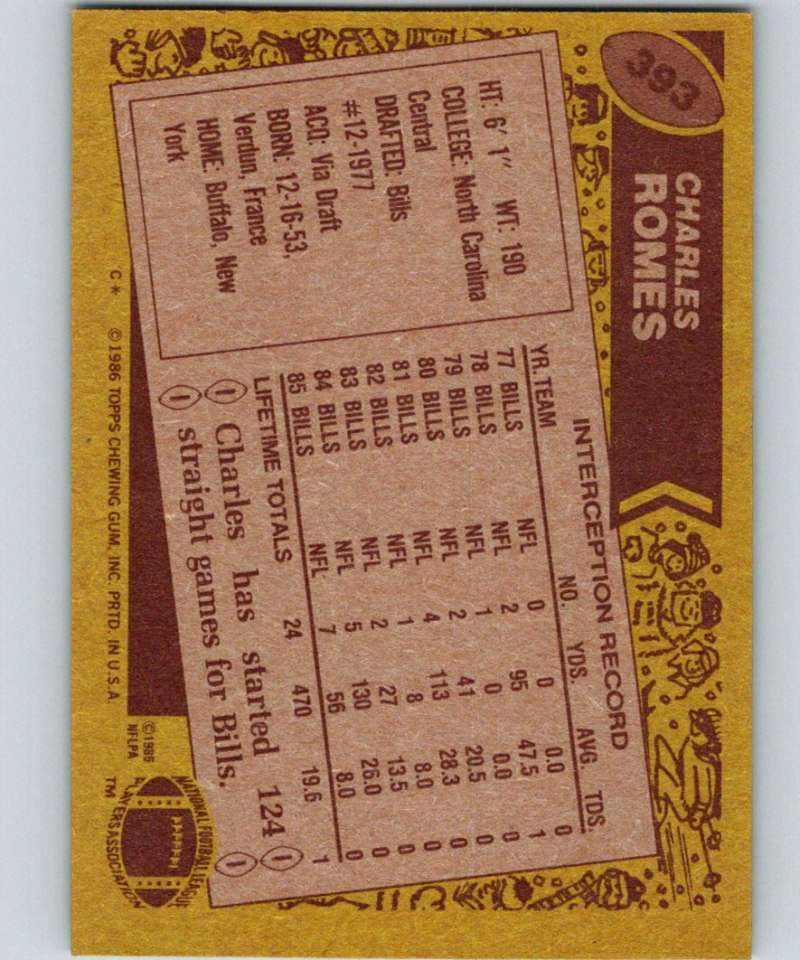 393
CHARLES
ROMES
HT: 6' 1" WT: 190
COLLEGE: North Carolina
Central
DRAFTED: Bills
#12-1977
ACQ: Via Draft
BORN: 12-16-53,
Verdun, France
HOME: Buffalo, New
York
INTERCEPTION RECORD
YR. TEAM NO. YDS. AVG. TDS.
77 BILLS NFL 0 0 0.0 0
78 BILLS NFL 2 95 47.5 1
79 BILLS NFL 1 0 0.0 0
80 BILLS NFL 2 41 20.5 0
81 BILLS NFL 4 113 28.3 0
82 BILLS NFL 1 8 8.0 0
83 BILLS NFL 2 27 13.5 0
84 BILLS NFL 5 130 26.0 0
85 BILLS NFL 7 56 8.0 0
LIFETIME TOTALS 24 470 19.6 1
Charles has started 124
straight games for Bills.
C* ©1986 TOPPS CHEWING GUM, INC. PRTD. IN U.S.A.
©1985
NFLPA
NATIONAL FOOTBALL LEAGUE
PLAYERS ASSOCIATION
TM